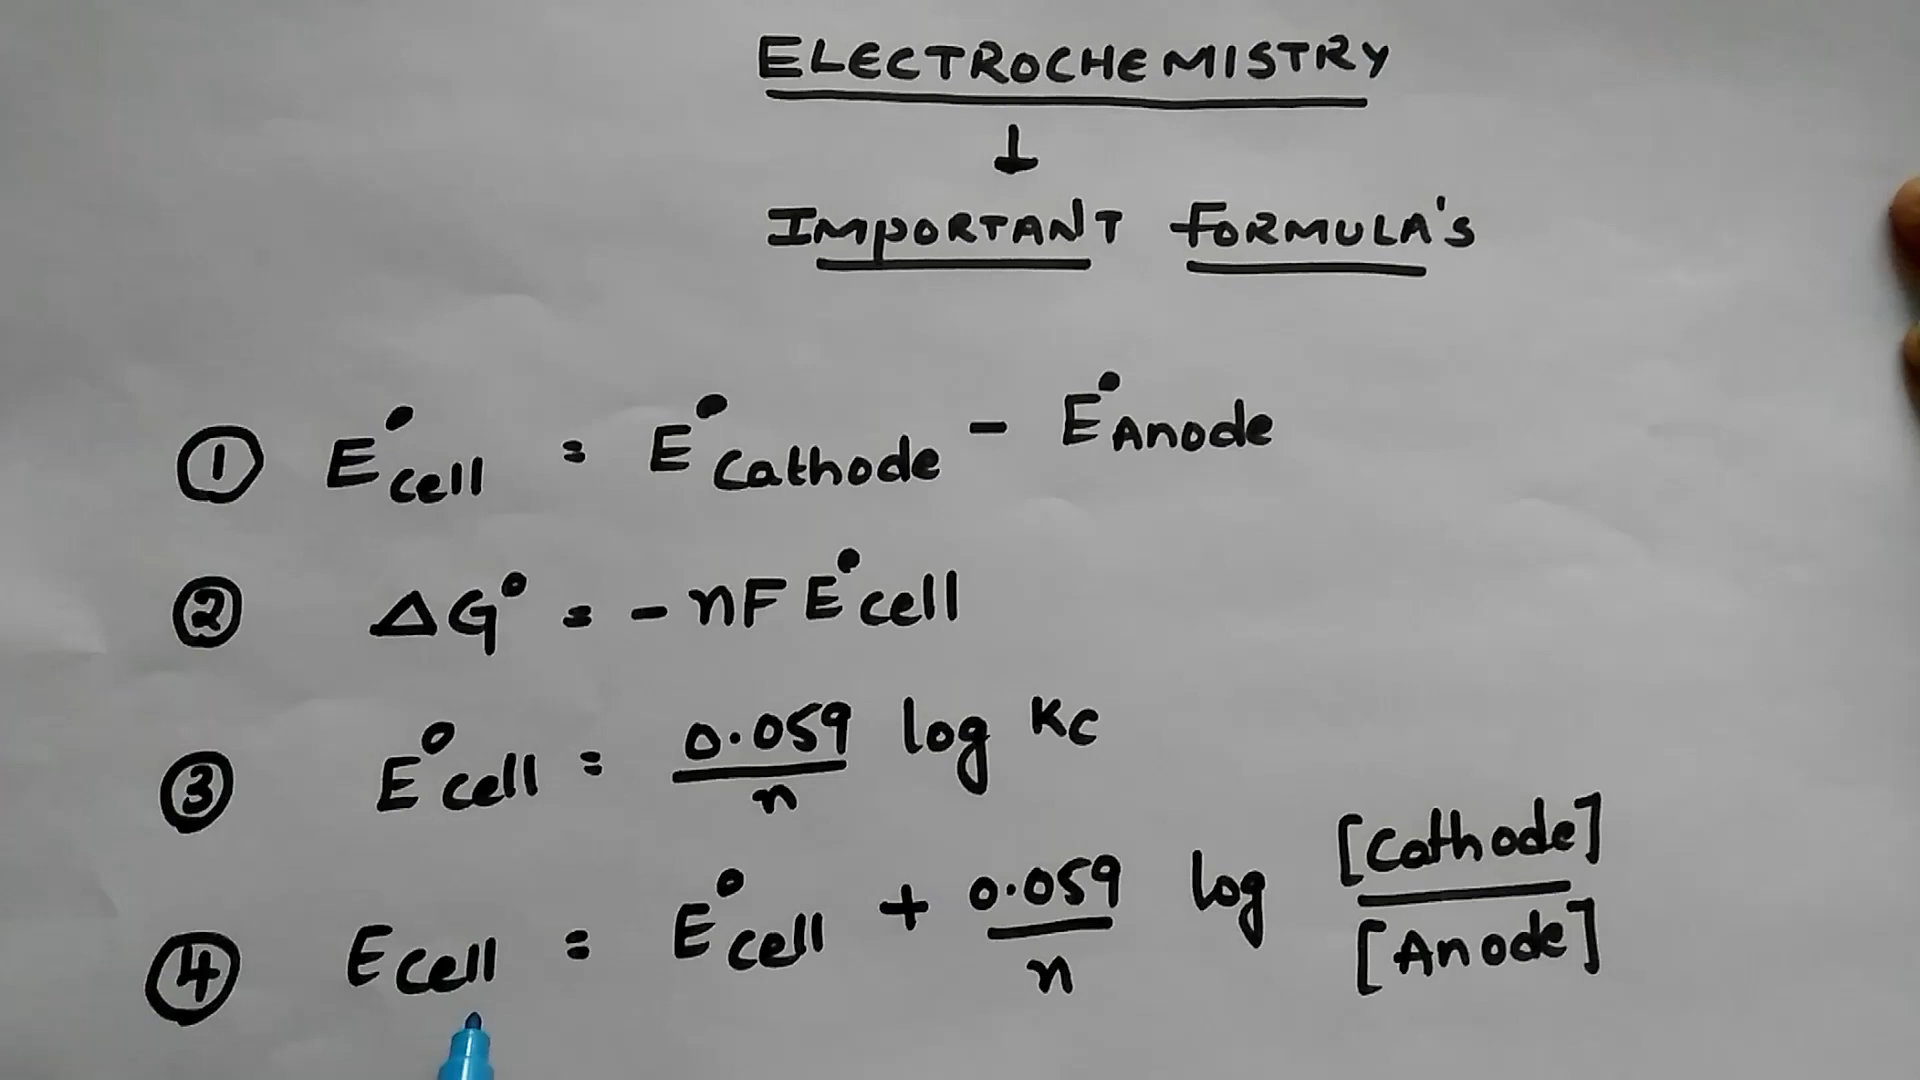 ELECTROCHEMISTRY
↓
IMPORTANT FORMULA'S
① E°cell = E°Cathode - E°Anode
② ΔG° = - nFE°cell
③ E°cell = 0.059/n log Kc
④ Ecell = E°cell + 0.059/n log [Cathode]/[Anode]